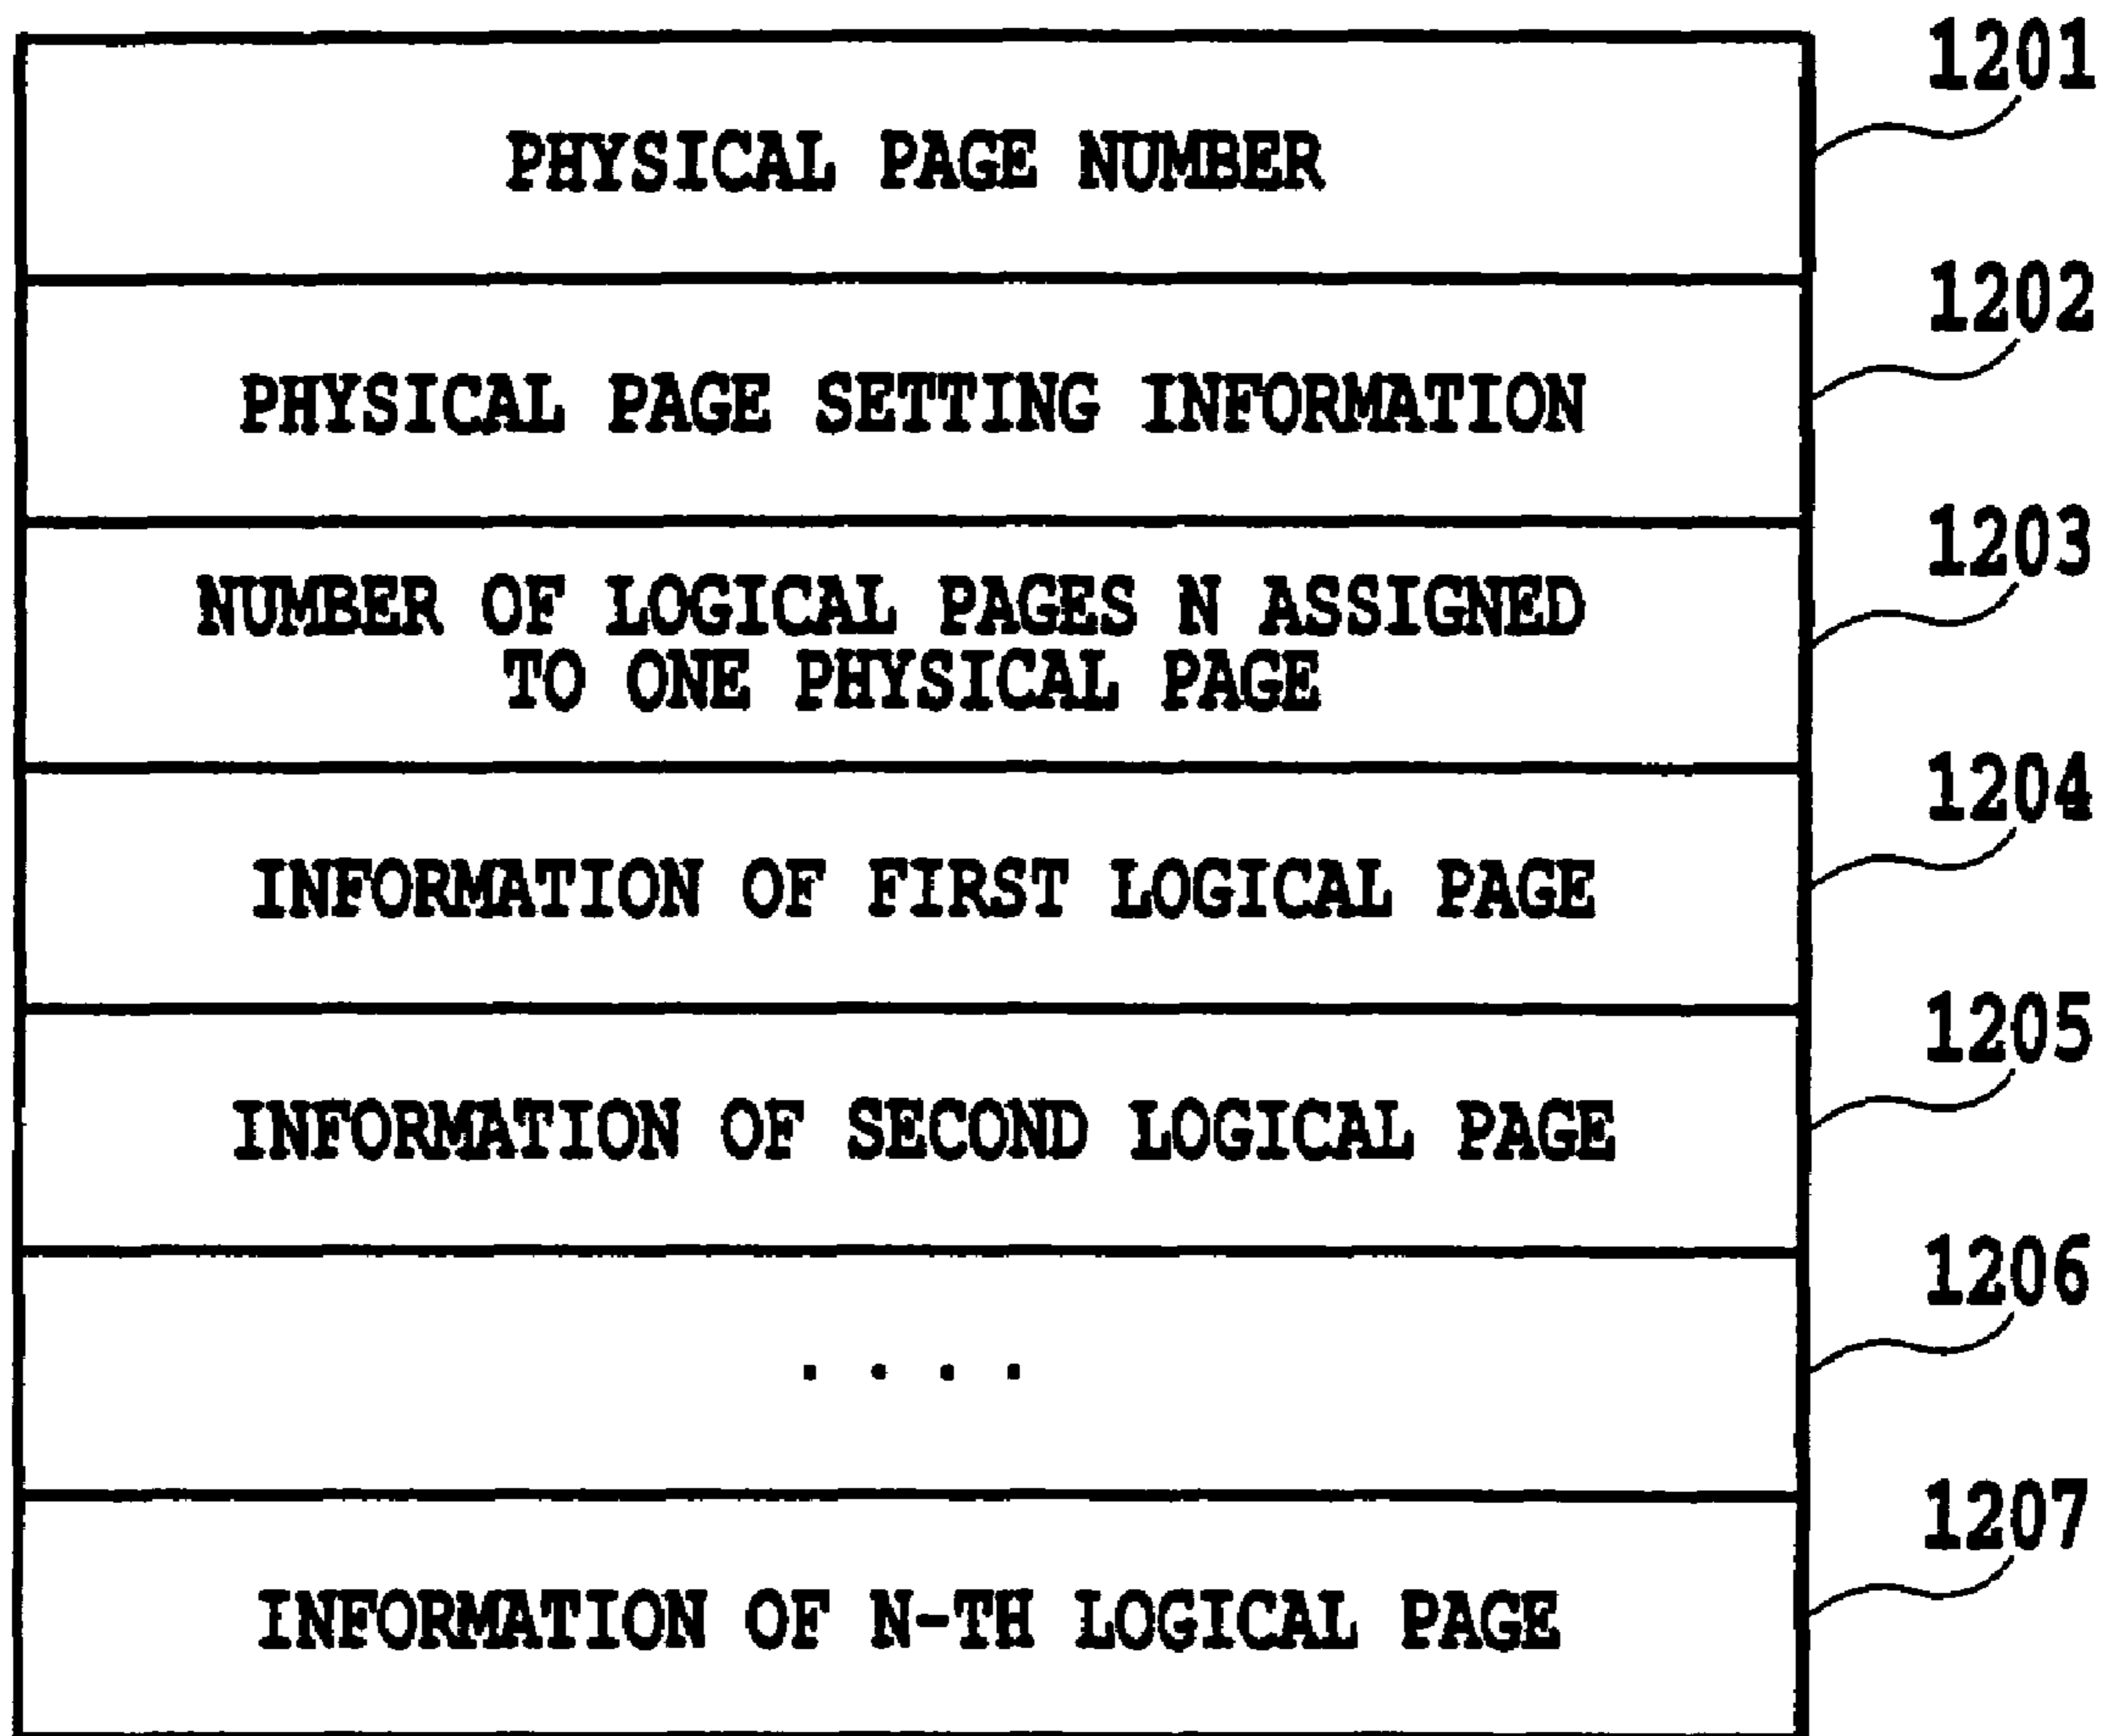 1201
PHYSICAL PAGE NUMBER
1202
PHYSICAL PAGE SETTING INFORMATION
1203
NUMBER OF LOGICAL PAGES N ASSIGNED
TO ONE PHYSICAL PAGE
1204
INFORMATION OF FIRST LOGICAL PAGE
1205
INFORMATION OF SECOND LOGICAL PAGE
1206
....
1207
INFORMATION OF N-TH LOGICAL PAGE